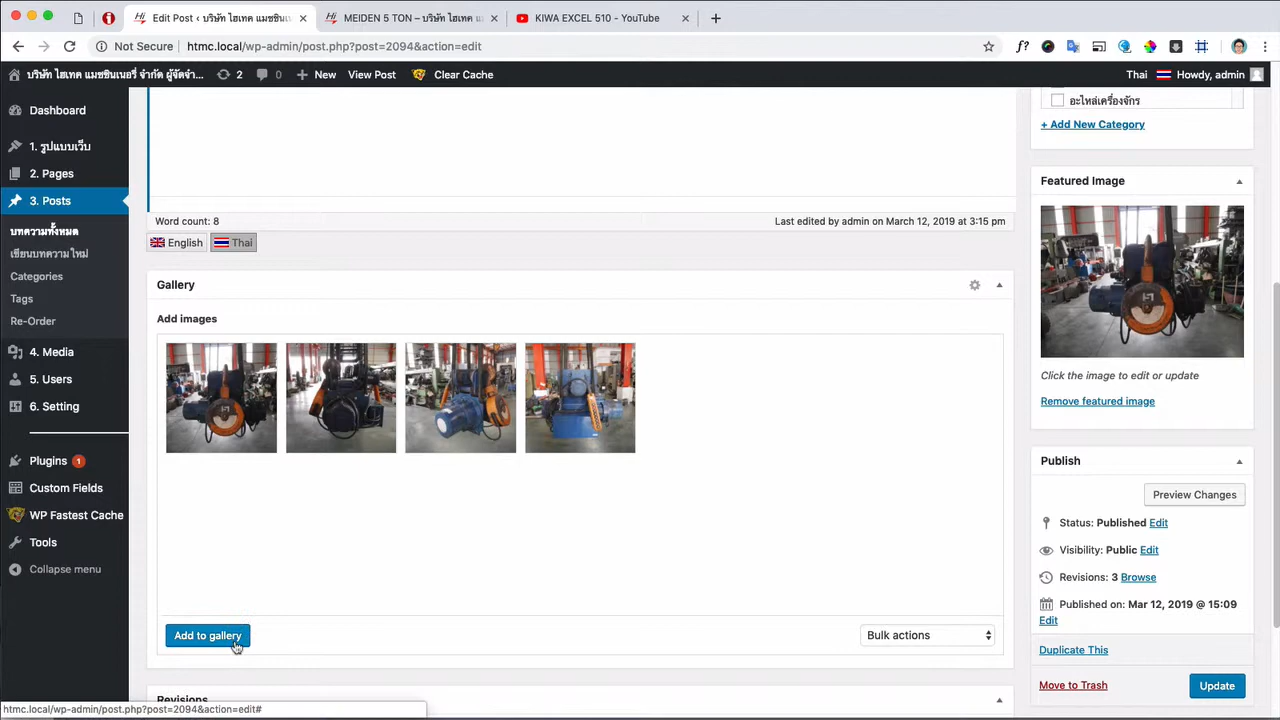 Edit Post ‹ บริษัท ไฮเทค แมชชินเ
MEIDEN 5 TON – บริษัท ไฮเทค แม
KIWA EXCEL 510 - YouTube
Not Secure
htmc.local/wp-admin/post.php?post=2094&action=edit
f?
บริษัท ไฮเทค แมชชินเนอรี่ จำกัด ผู้จัดจำ...
2
0
New
View Post
Clear Cache
Thai
Howdy, admin
Dashboard
1. รูปแบบเว็บ
2. Pages
3. Posts
บทความทั้งหมด
เขียนบทความใหม่
Categories
Tags
Re-Order
4. Media
5. Users
6. Setting
Plugins 1
Custom Fields
WP Fastest Cache
Tools
Collapse menu
Word count: 8
Last edited by admin on March 12, 2019 at 3:15 pm
English
Thai
Gallery
Add images
Add to gallery
Bulk actions
Revisions
อะไหล่เครื่องจักร
+ Add New Category
Featured Image
Click the image to edit or update
Remove featured image
Publish
Preview Changes
Status: Published Edit
Visibility: Public Edit
Revisions: 3 Browse
Published on: Mar 12, 2019 @ 15:09
Edit
Duplicate This
Move to Trash
Update
htmc.local/wp-admin/post.php?post=2094&action=edit#